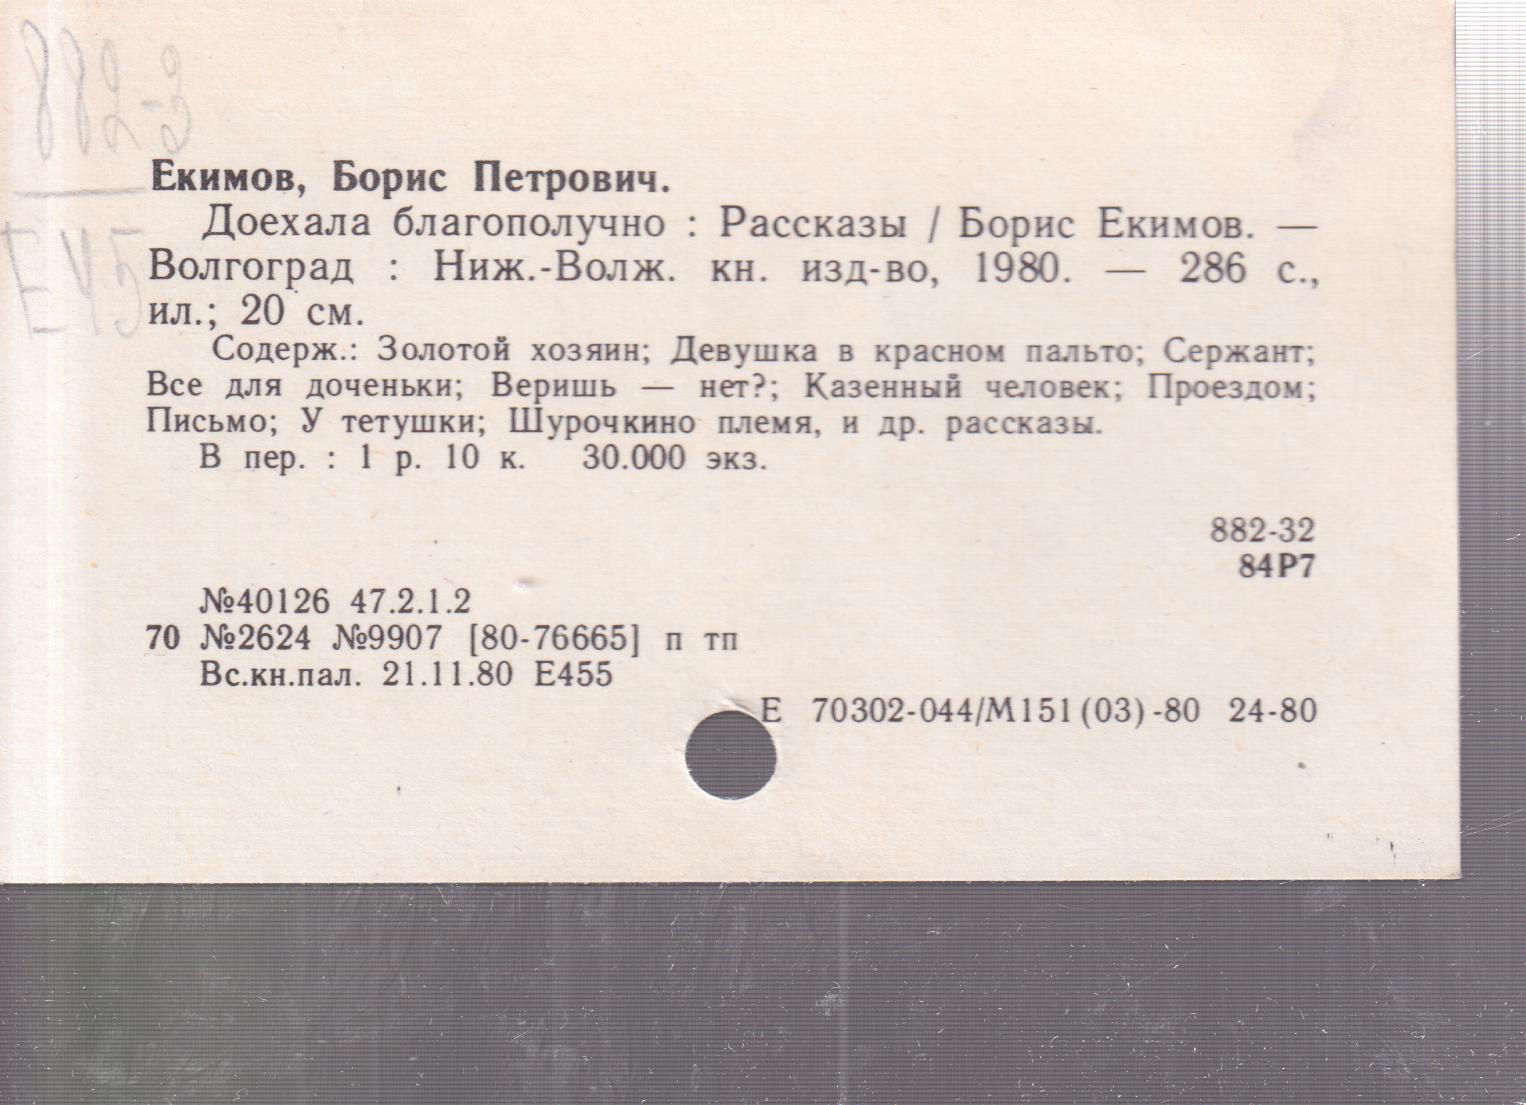 882-3
Е45
Екимов, Борис Петрович.
Доехала благополучно : Рассказы / Борис Екимов. —
Волгоград : Ниж.-Волж. кн. изд-во, 1980. — 286 с.,
ил.; 20 см.
Содерж.: Золотой хозяин; Девушка в красном пальто; Сержант;
Все для доченьки; Веришь — нет?; Казенный человек; Проездом;
Письмо; У тетушки; Шурочкино племя, и др. рассказы.
В пер. : 1 р. 10 к. 30.000 экз.
882-32
84Р7
№40126 47.2.1.2
70 №2624 №9907 [80-76665] п тп
Вс.кн.пал. 21.11.80 Е455
Е 70302-044/М151(03)-80 24-80